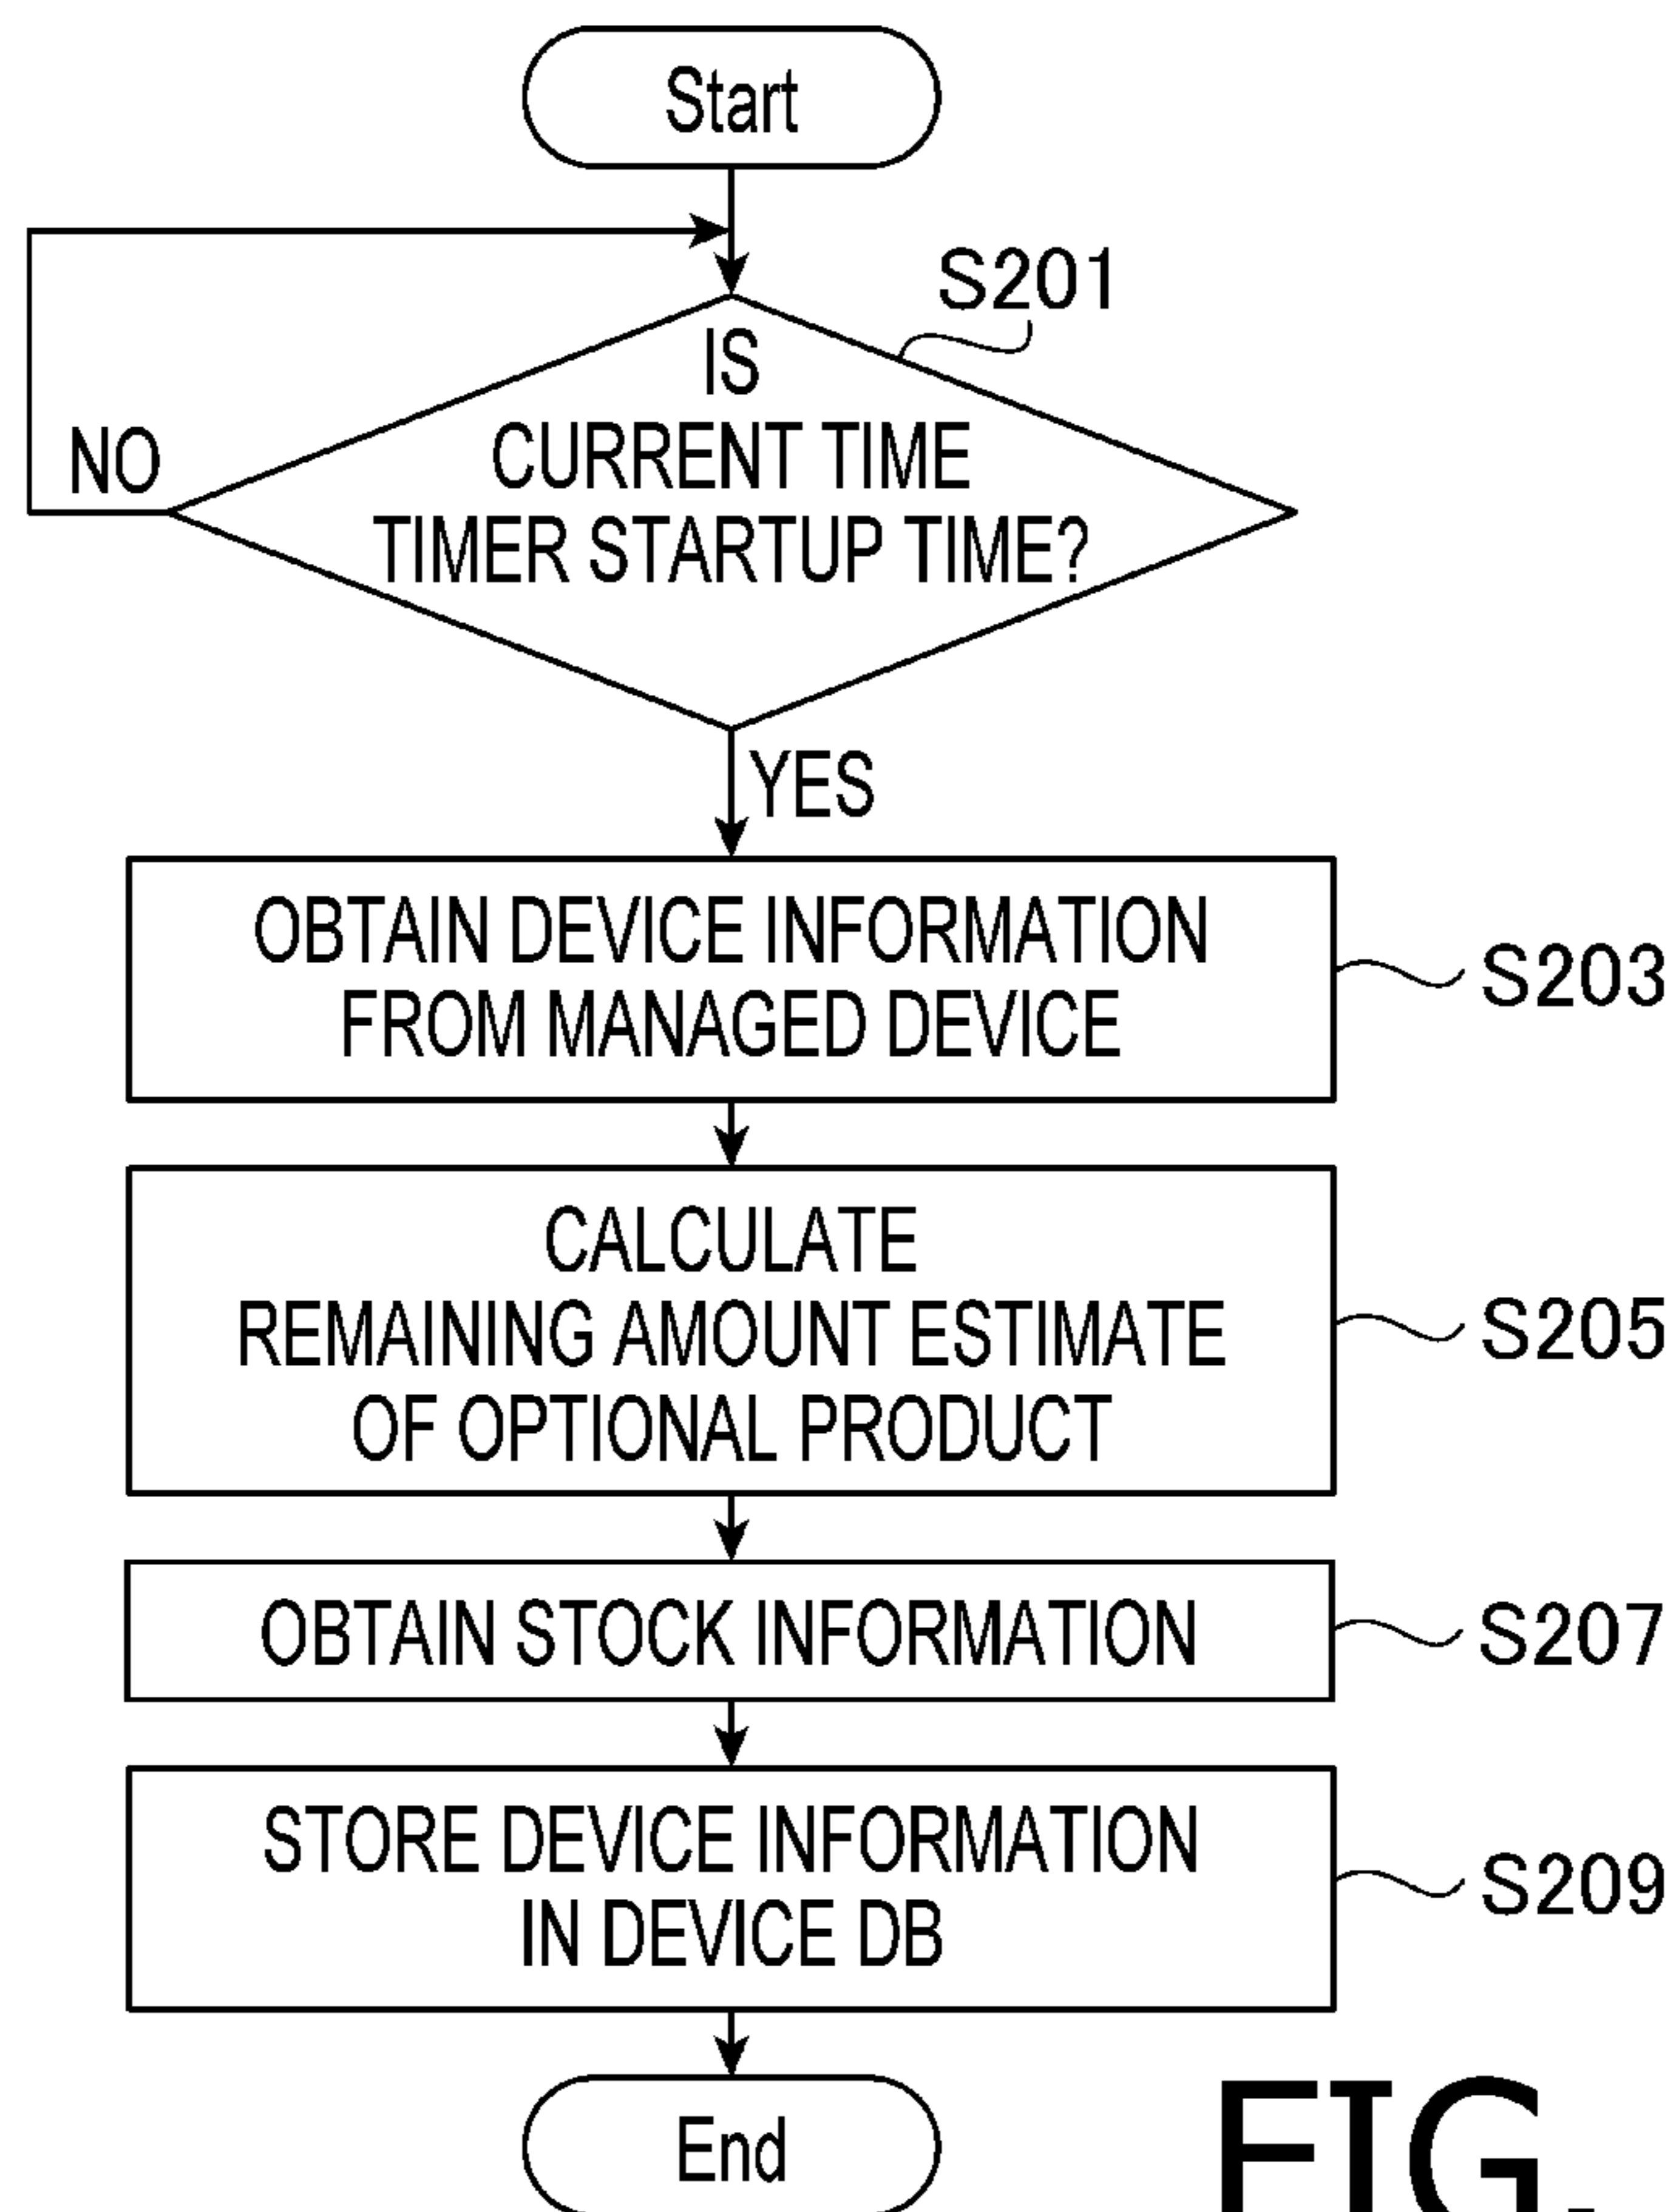 Start
S201
IS
CURRENT TIME
TIMER STARTUP TIME?
NO
YES
OBTAIN DEVICE INFORMATION
FROM MANAGED DEVICE
S203
CALCULATE
REMAINING AMOUNT ESTIMATE
OF OPTIONAL PRODUCT
S205
OBTAIN STOCK INFORMATION
S207
STORE DEVICE INFORMATION
IN DEVICE DB
S209
End
FIG.